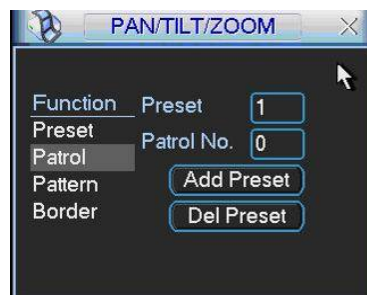 PAN/TILT/ZOOM
Function
Preset
Patrol
Pattern
Border
Preset 1
Patrol No. 0
Add Preset
Del Preset